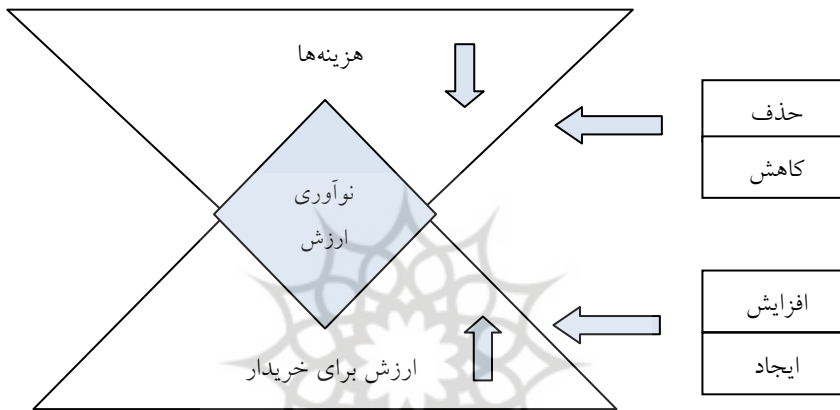 هزینه‌ها
حذف
کاهش
نوآوری
ارزش
افزایش
ایجاد
ارزش برای خریدار